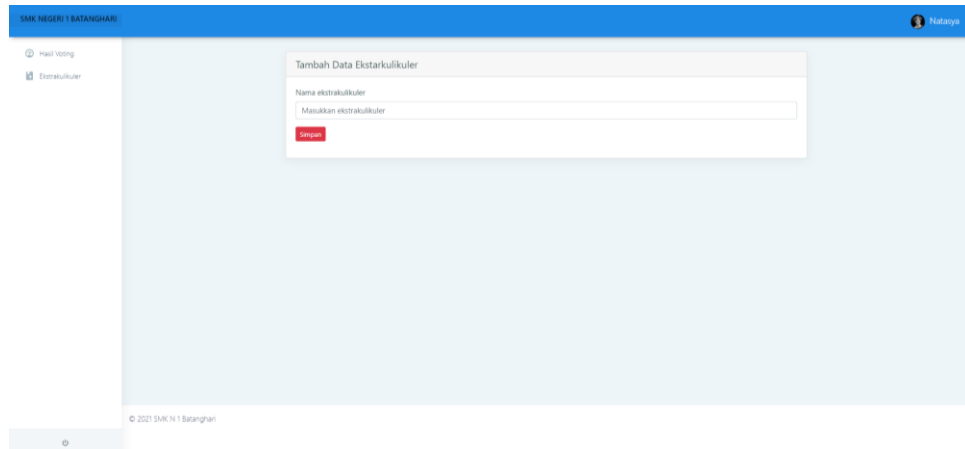 SMK NEGERI 1 BATANGHARI
Natasya
Hasil Voting
Ekstrakulikuler
Tambah Data Ekstarkulikuler
Nama ekstrakulikuler
Masukkan ekstrakulikuler
Simpan
© 2021 SMK N 1 Batanghari